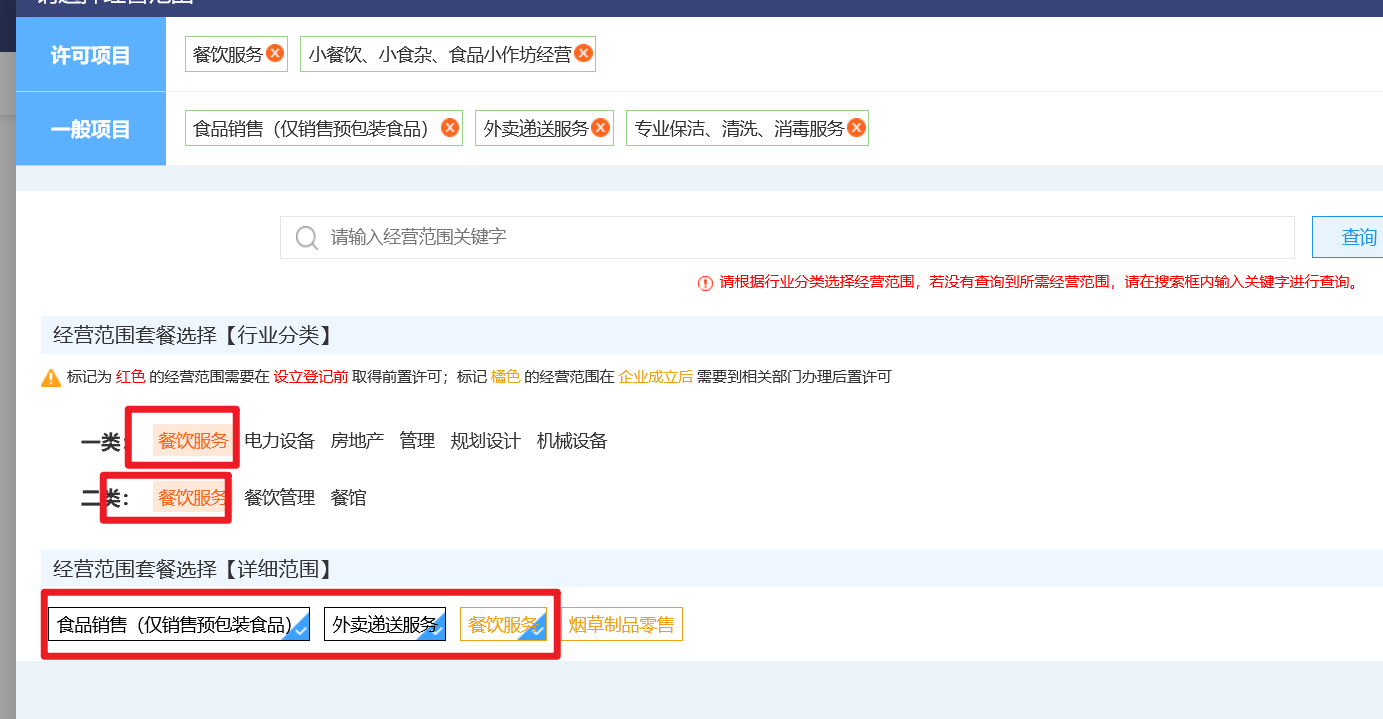 请选择经营范围
许可项目 餐饮服务 小餐饮、小食杂、食品小作坊经营
一般项目 食品销售（仅销售预包装食品） 外卖递送服务 专业保洁、清洗、消毒服务
请输入经营范围关键字 查询
请根据行业分类选择经营范围，若没有查询到所需经营范围，请在搜索框内输入关键字进行查询。
经营范围套餐选择【行业分类】
标记为 红色 的经营范围需要在 设立登记前 取得前置许可；标记 橘色 的经营范围在 企业成立后 需要到相关部门办理后置许可
一类： 餐饮服务 电力设备 房地产 管理 规划设计 机械设备
二类： 餐饮服务 餐饮管理 餐馆
经营范围套餐选择【详细范围】
食品销售（仅销售预包装食品） 外卖递送服务 餐饮服务 烟草制品零售